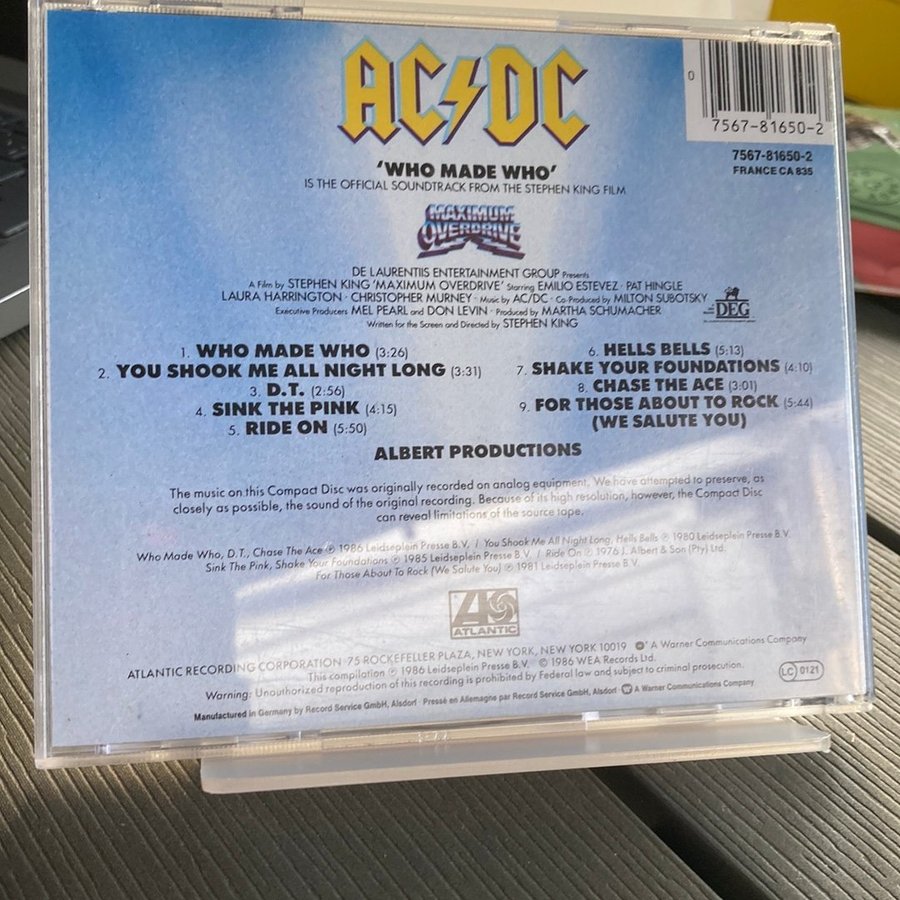 AC/DC
0
7567-81650-2
7567-81650-2
FRANCE CA 835
'WHO MADE WHO'
IS THE OFFICIAL SOUNDTRACK FROM THE STEPHEN KING FILM
MAXIMUM
OVERDRIVE
DE LAURENTIIS ENTERTAINMENT GROUP Presents
A Film by STEPHEN KING 'MAXIMUM OVERDRIVE' Starring EMILIO ESTEVEZ · PAT HINGLE
LAURA HARRINGTON · CHRISTOPHER MURNEY · Music by AC/DC · Co Produced by MILTON SUBOTSKY
Executive Producers MEL PEARL and DON LEVIN · Produced by MARTHA SCHUMACHER
Written for the Screen and Directed by STEPHEN KING
DEG
1. WHO MADE WHO (3:26)
2. YOU SHOOK ME ALL NIGHT LONG (3:31)
3. D.T. (2:56)
4. SINK THE PINK (4:15)
5. RIDE ON (5:50)
6. HELLS BELLS (5:13)
7. SHAKE YOUR FOUNDATIONS (4:10)
8. CHASE THE ACE (3:01)
9. FOR THOSE ABOUT TO ROCK (5:44)
(WE SALUTE YOU)
ALBERT PRODUCTIONS
The music on this Compact Disc was originally recorded on analog equipment. We have attempted to preserve, as
closely as possible, the sound of the original recording. Because of its high resolution, however, the Compact Disc
can reveal limitations of the source tape.
Who Made Who, D.T., Chase The Ace ℗ 1986 Leidseplein Presse B.V. / You Shook Me All Night Long, Hells Bells ℗ 1980 Leidseplein Presse B.V.
Sink The Pink, Shake Your Foundations ℗ 1985 Leidseplein Presse B.V. / Ride On ℗ 1976 J. Albert & Son (Pty) Ltd.
For Those About To Rock (We Salute You) ℗ 1981 Leidseplein Presse B.V.
ATLANTIC
ATLANTIC RECORDING CORPORATION 75 ROCKEFELLER PLAZA, NEW YORK, NEW YORK 10019 A Warner Communications Company
This compilation ℗ 1986 Leidseplein Presse B.V. © 1986 WEA Records Ltd.
Warning: Unauthorized reproduction of this recording is prohibited by Federal law and subject to criminal prosecution.
LC 0121
Manufactured in Germany by Record Service GmbH, Alsdorf · Pressé en Allemagne par Record Service GmbH, Alsdorf · A Warner Communications Company